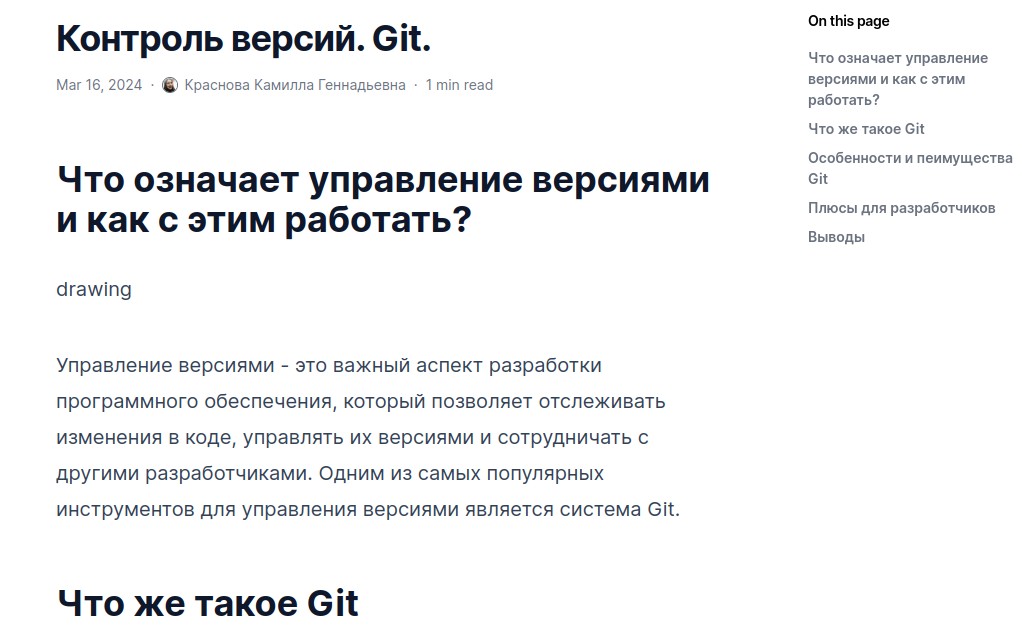 Контроль версий. Git.
Mar 16, 2024 · Краснова Камилла Геннадьевна · 1 min read
Что означает управление версиями
и как с этим работать?
drawing
Управление версиями - это важный аспект разработки
программного обеспечения, который позволяет отслеживать
изменения в коде, управлять их версиями и сотрудничать с
другими разработчиками. Одним из самых популярных
инструментов для управления версиями является система Git.
Что же такое Git
On this page
Что означает управление
версиями и как с этим
работать?
Что же такое Git
Особенности и пеимущества
Git
Плюсы для разработчиков
Выводы